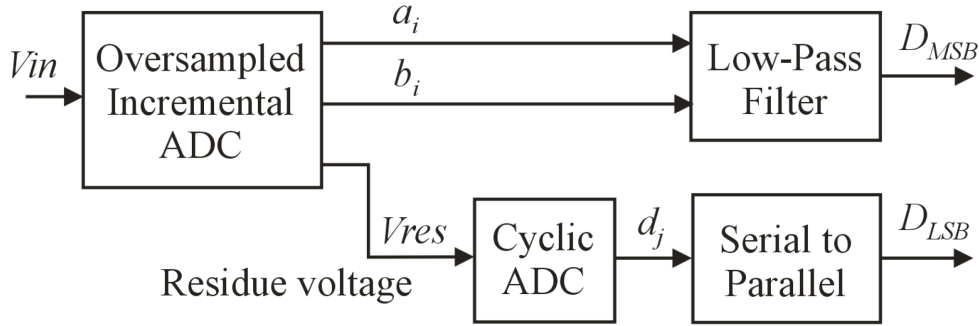 Vin
Oversampled
Incremental
ADC
a_i
b_i
Low-Pass
Filter
D_MSB
Vres
Residue voltage
Cyclic
ADC
d_j
Serial to
Parallel
D_LSB